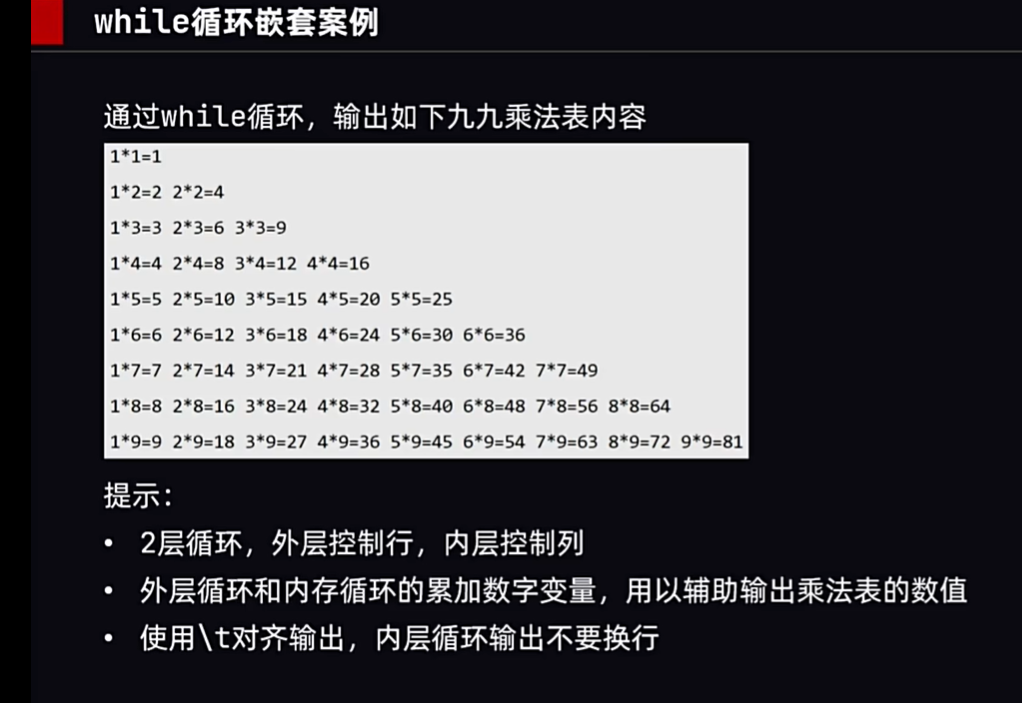 while循环嵌套案例
通过while循环，输出如下九九乘法表内容
1*1=1
1*2=2 2*2=4
1*3=3 2*3=6 3*3=9
1*4=4 2*4=8 3*4=12 4*4=16
1*5=5 2*5=10 3*5=15 4*5=20 5*5=25
1*6=6 2*6=12 3*6=18 4*6=24 5*6=30 6*6=36
1*7=7 2*7=14 3*7=21 4*7=28 5*7=35 6*7=42 7*7=49
1*8=8 2*8=16 3*8=24 4*8=32 5*8=40 6*8=48 7*8=56 8*8=64
1*9=9 2*9=18 3*9=27 4*9=36 5*9=45 6*9=54 7*9=63 8*9=72 9*9=81
提示：
• 2层循环，外层控制行，内层控制列
• 外层循环和内存循环的累加数字变量，用以辅助输出乘法表的数值
• 使用\t对齐输出，内层循环输出不要换行